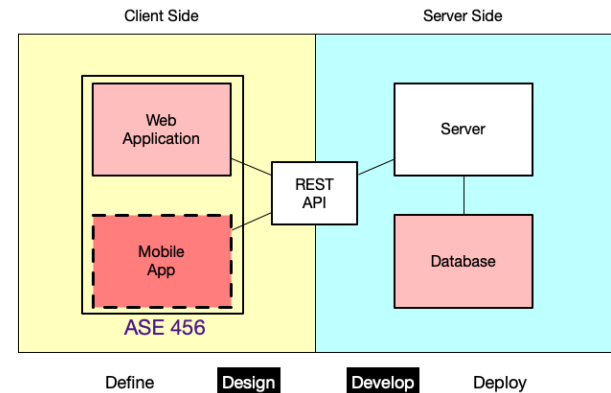 Client Side
Server Side
Web
Application
Server
REST
API
Mobile
App
Database
ASE 456
Define
Design
Develop
Deploy